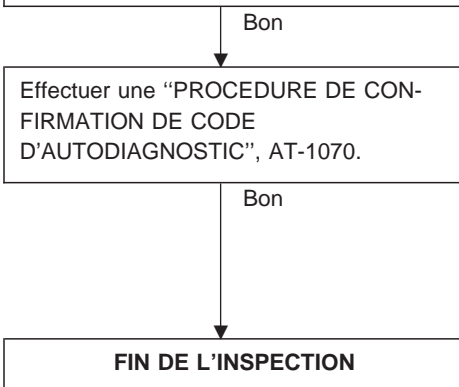 Bon
Effectuer une ‘‘PROCEDURE DE CON-
FIRMATION DE CODE
D’AUTODIAGNOSTIC’’, AT-1070.
Bon
FIN DE L’INSPECTION